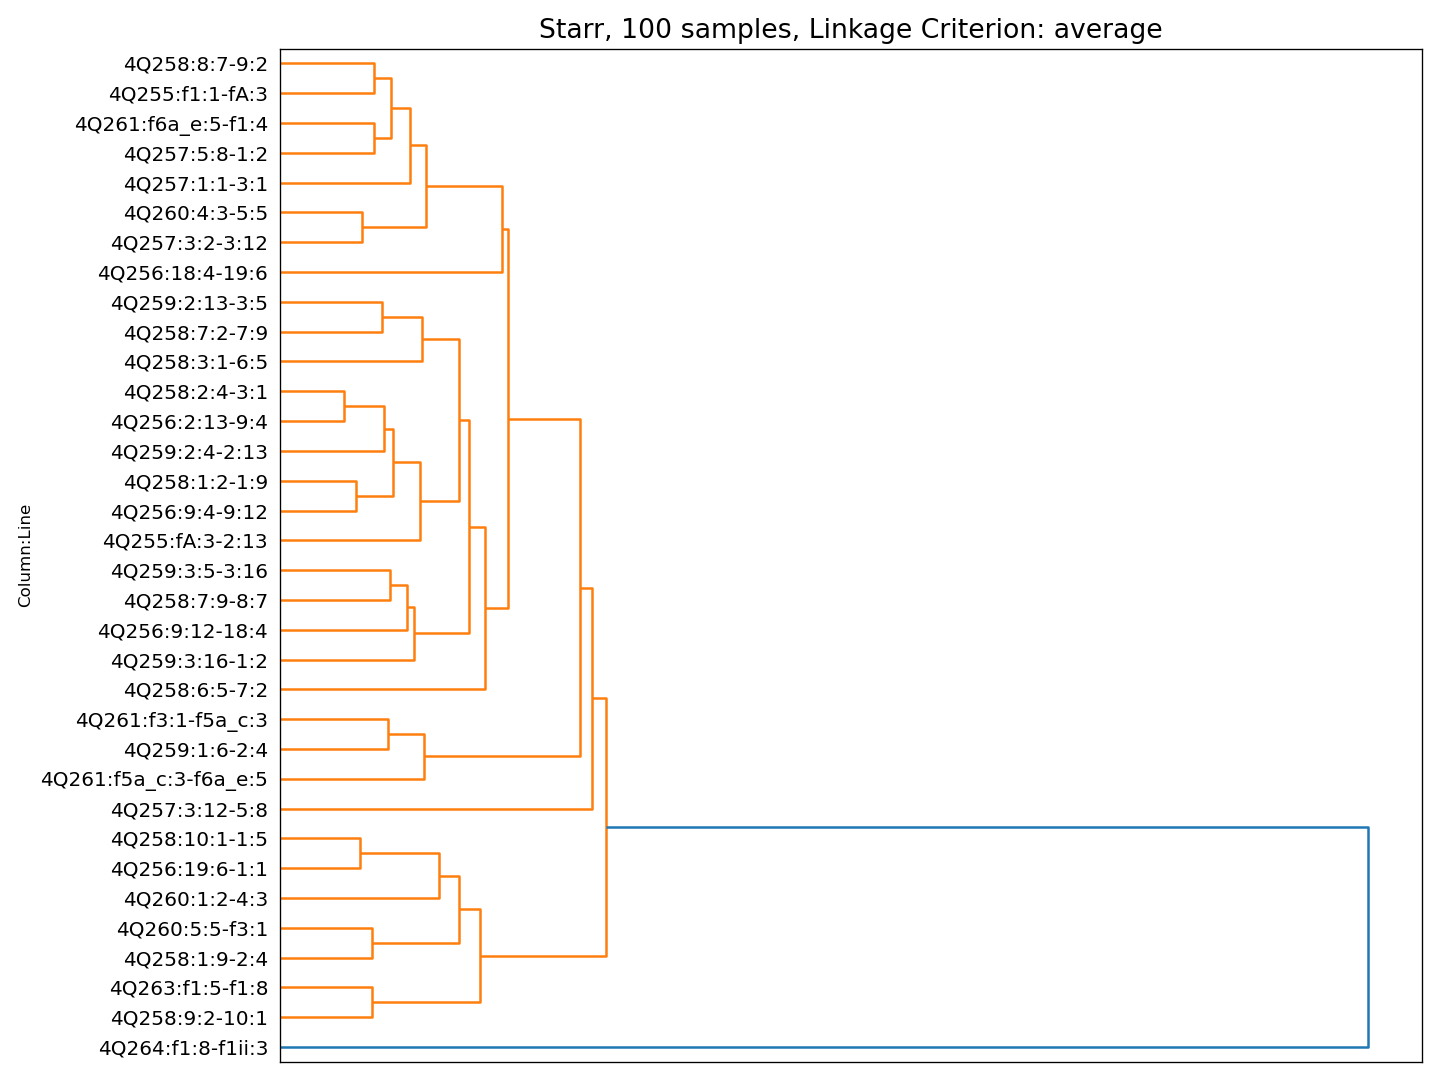 Starr, 100 samples, Linkage Criterion: average
4Q258:8:7-9:2
4Q255:f1:1-fA:3
4Q261:f6a_e:5-f1:4
4Q257:5:8-1:2
4Q257:1:1-3:1
4Q260:4:3-5:5
4Q257:3:2-3:12
4Q256:18:4-19:6
4Q259:2:13-3:5
4Q258:7:2-7:9
4Q258:3:1-6:5
4Q258:2:4-3:1
4Q256:2:13-9:4
4Q259:2:4-2:13
4Q258:1:2-1:9
4Q256:9:4-9:12
4Q255:fA:3-2:13
4Q259:3:5-3:16
4Q258:7:9-8:7
4Q256:9:12-18:4
4Q259:3:16-1:2
4Q258:6:5-7:2
4Q261:f3:1-f5a_c:3
4Q259:1:6-2:4
4Q261:f5a_c:3-f6a_e:5
4Q257:3:12-5:8
4Q258:10:1-1:5
4Q256:19:6-1:1
4Q260:1:2-4:3
4Q260:5:5-f3:1
4Q258:1:9-2:4
4Q263:f1:5-f1:8
4Q258:9:2-10:1
4Q264:f1:8-f1ii:3
Column:Line